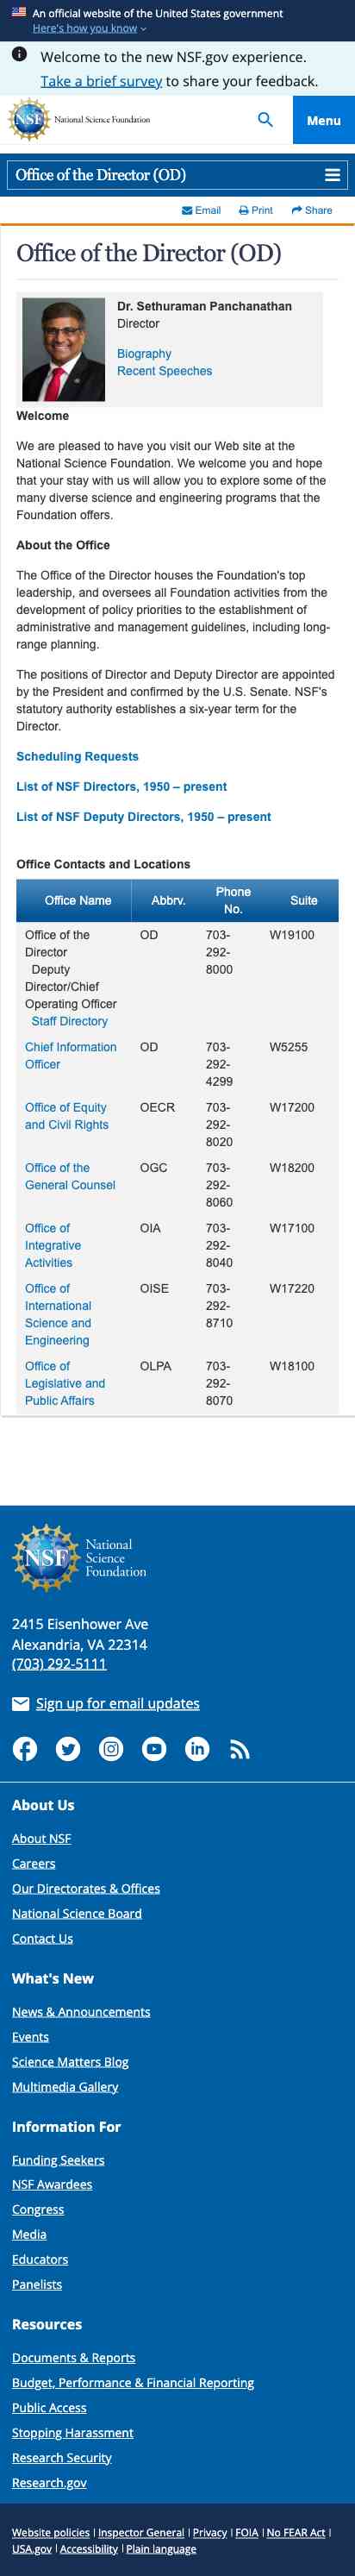 An official website of the United States government
Here's how you know
Welcome to the new NSF.gov experience.
Take a brief survey to share your feedback.
NSF
National Science Foundation
Menu
Office of the Director (OD)
Email Print Share
Office of the Director (OD)
Dr. Sethuraman Panchanathan
Director
Biography
Recent Speeches
Welcome
We are pleased to have you visit our Web site at the
National Science Foundation. We welcome you and hope
that your stay with us will allow you to explore some of the
many diverse science and engineering programs that the
Foundation offers.
About the Office
The Office of the Director houses the Foundation's top
leadership, and oversees all Foundation activities from the
development of policy priorities to the establishment of
administrative and management guidelines, including long-
range planning.
The positions of Director and Deputy Director are appointed
by the President and confirmed by the U.S. Senate. NSF's
statutory authority establishes a six-year term for the
Director.
Scheduling Requests
List of NSF Directors, 1950 – present
List of NSF Deputy Directors, 1950 – present
Office Contacts and Locations
Office Name Abbrv. Phone No. Suite
Office of the OD 703- W19100
Director 292-
Deputy 8000
Director/Chief
Operating Officer
Staff Directory
Chief Information OD 703- W5255
Officer 292-
4299
Office of Equity OECR 703- W17200
and Civil Rights 292-
8020
Office of the OGC 703- W18200
General Counsel 292-
8060
Office of OIA 703- W17100
Integrative 292-
Activities 8040
Office of OISE 703- W17220
International 292-
Science and 8710
Engineering
Office of OLPA 703- W18100
Legislative and 292-
Public Affairs 8070
NSF
National
Science
Foundation
2415 Eisenhower Ave
Alexandria, VA 22314
(703) 292-5111
Sign up for email updates
About Us
About NSF
Careers
Our Directorates & Offices
National Science Board
Contact Us
What's New
News & Announcements
Events
Science Matters Blog
Multimedia Gallery
Information For
Funding Seekers
NSF Awardees
Congress
Media
Educators
Panelists
Resources
Documents & Reports
Budget, Performance & Financial Reporting
Public Access
Stopping Harassment
Research Security
Research.gov
Website policies | Inspector General | Privacy | FOIA | No FEAR Act |
USA.gov | Accessibility | Plain language